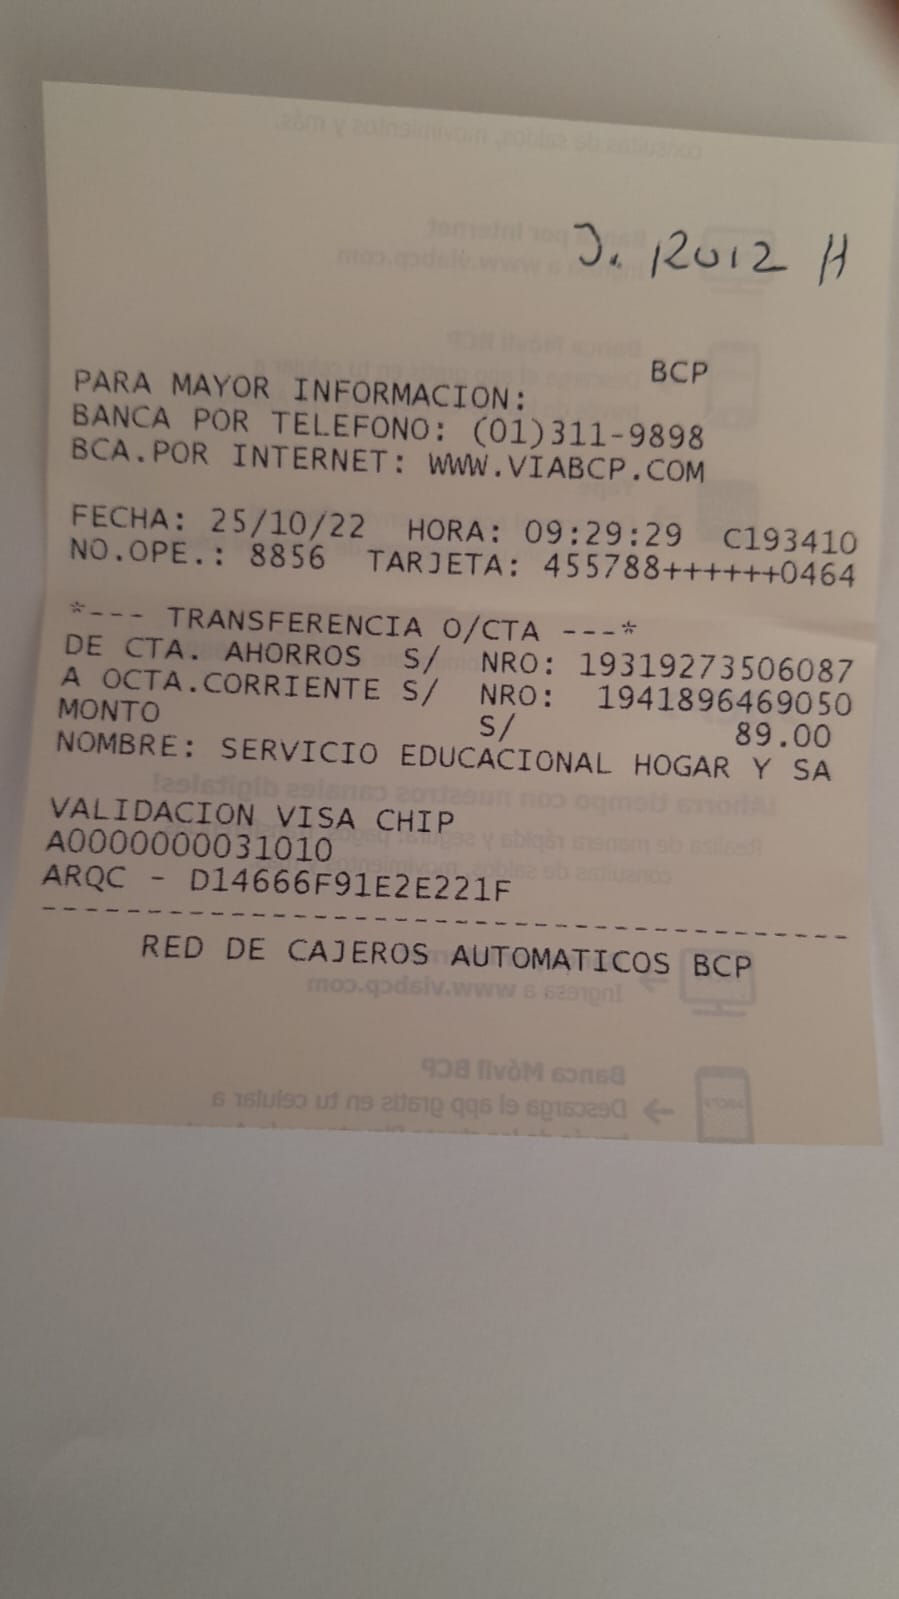 J. RUIZ H
BCP
PARA MAYOR INFORMACION:
BANCA POR TELEFONO: (01)311-9898
BCA.POR INTERNET: WWW.VIABCP.COM
FECHA: 25/10/22 HORA: 09:29:29 C193410
NO.OPE.: 8856 TARJETA: 455788++++++0464
*--- TRANSFERENCIA O/CTA ---*
DE CTA. AHORROS S/ NRO: 19319273506087
A OCTA.CORRIENTE S/ NRO: 1941896469050
MONTO S/ 89.00
NOMBRE: SERVICIO EDUCACIONAL HOGAR Y SA
VALIDACION VISA CHIP
A0000000031010
ARQC - D14666F91E2E221F
RED DE CAJEROS AUTOMATICOS BCP